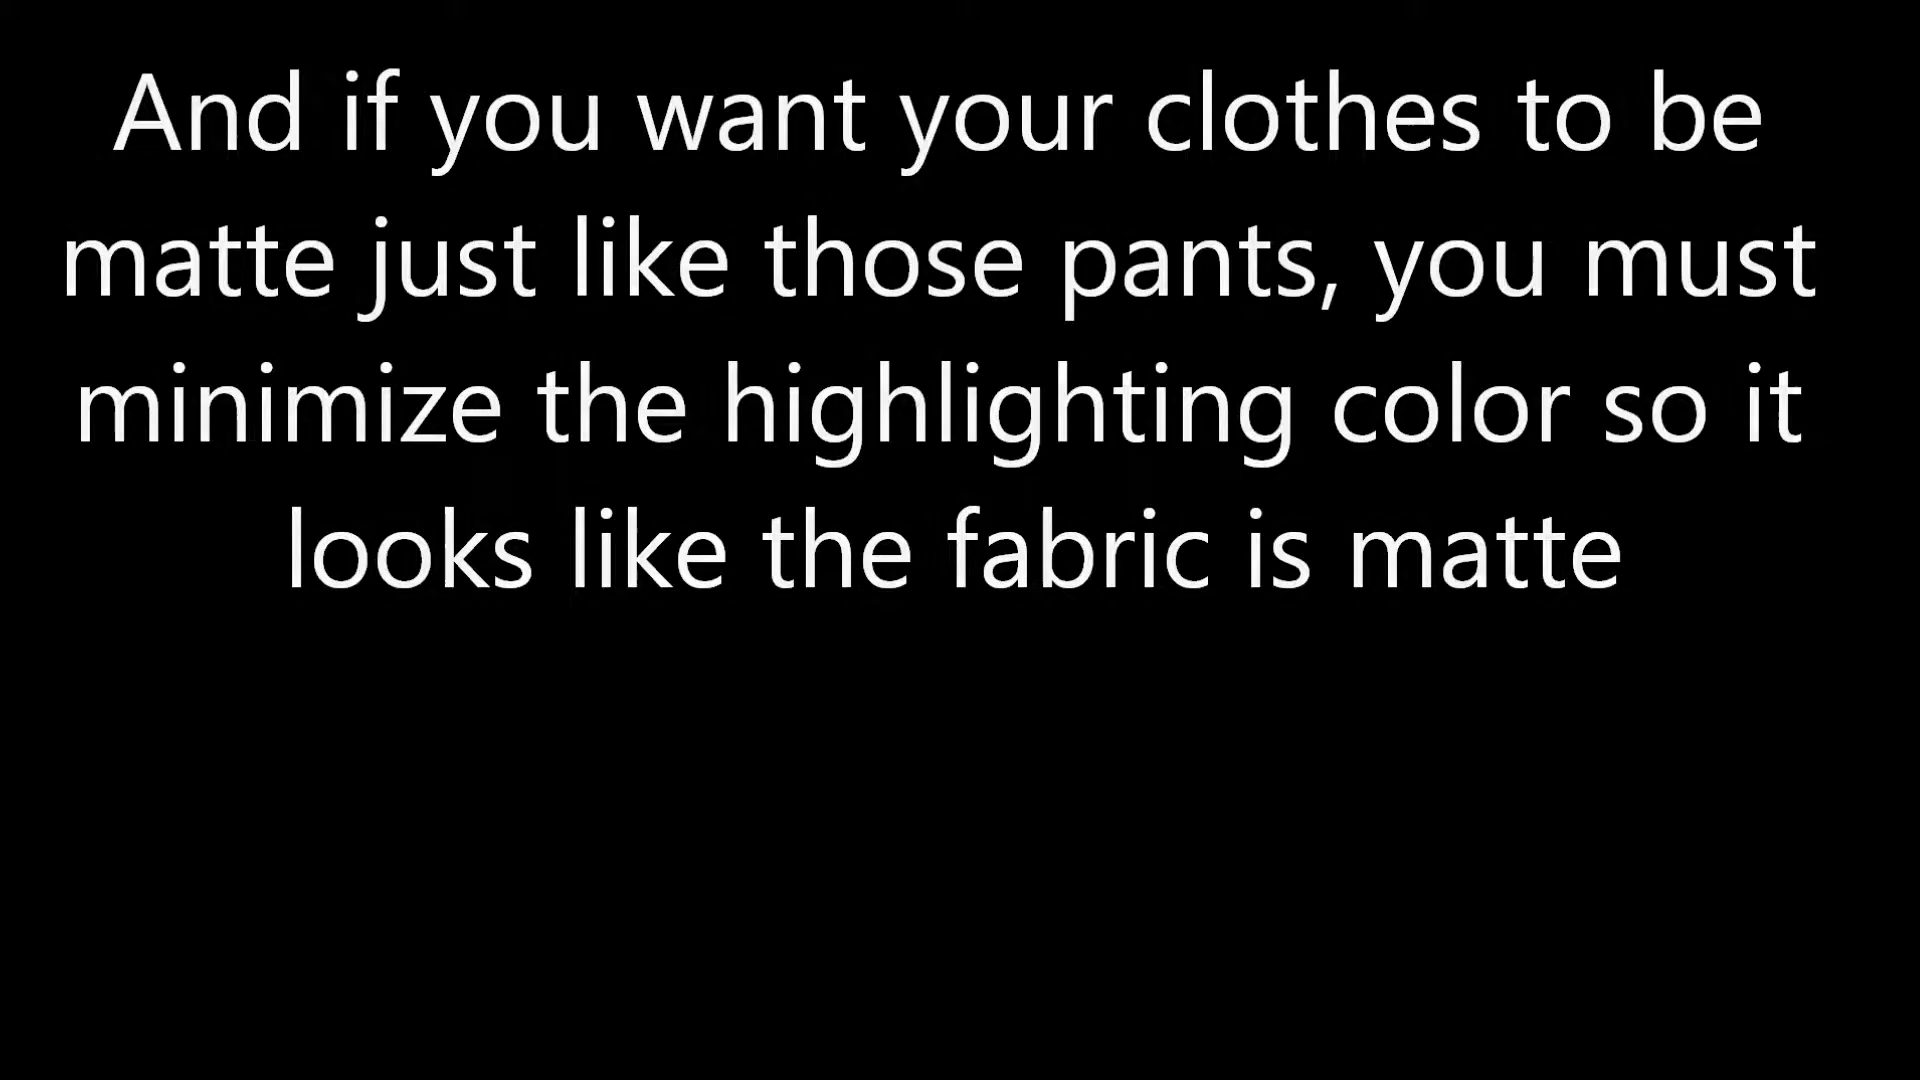 And if you want your clothes to be
matte just like those pants, you must
minimize the highlighting color so it
looks like the fabric is matte